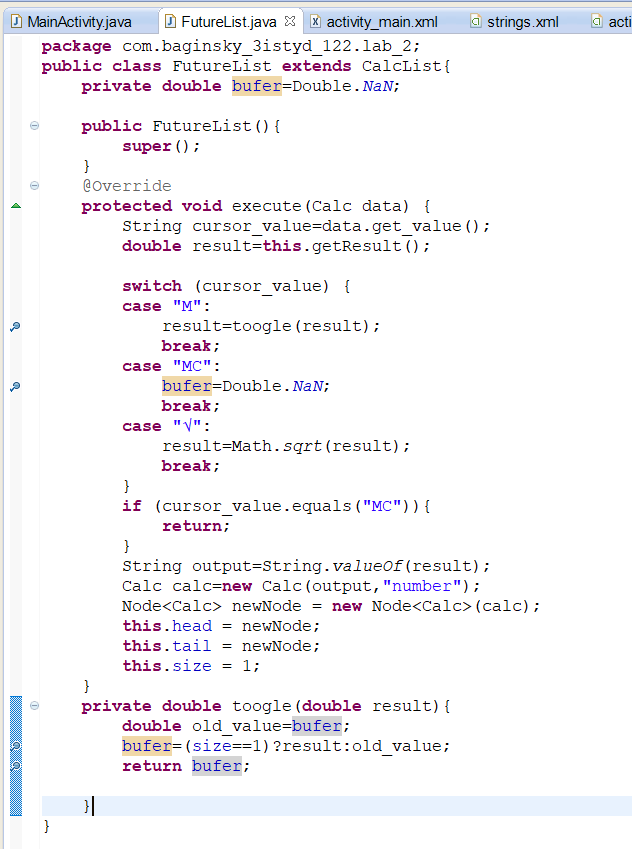 MainActivity.java FutureList.java activity_main.xml strings.xml acti
package com.baginsky_3istyd_122.lab_2;
public class FutureList extends CalcList{
    private double bufer=Double.NaN;
    public FutureList(){
        super();
    }
    @Override
    protected void execute(Calc data) {
        String cursor_value=data.get_value();
        double result=this.getResult();
        switch (cursor_value) {
        case "M":
            result=toogle(result);
            break;
        case "MC":
            bufer=Double.NaN;
            break;
        case "√":
            result=Math.sqrt(result);
            break;
        }
        if (cursor_value.equals("MC")){
            return;
        }
        String output=String.valueOf(result);
        Calc calc=new Calc(output,"number");
        Node<Calc> newNode = new Node<Calc>(calc);
        this.head = newNode;
        this.tail = newNode;
        this.size = 1;
    }
    private double toogle(double result){
        double old_value=bufer;
        bufer=(size==1)?result:old_value;
        return bufer;
    }
}